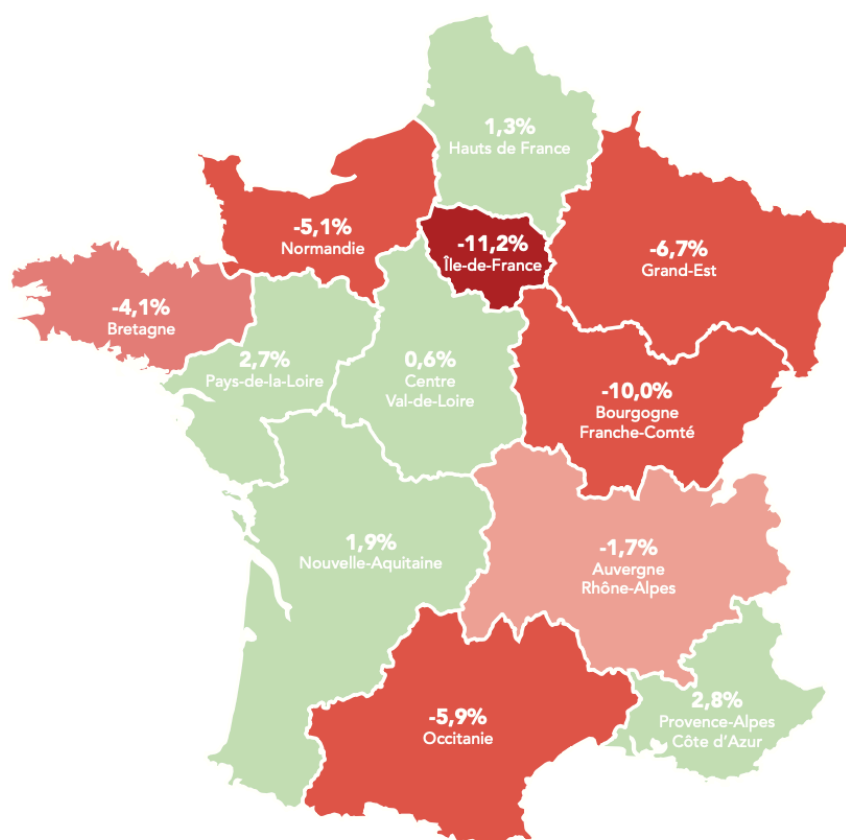 1,3%
Hauts de France
-5,1%
Normandie
-11,2%
Île-de-France
-6,7%
Grand-Est
-4,1%
Bretagne
2,7%
Pays-de-la-Loire
0,6%
Centre
Val-de-Loire
-10,0%
Bourgogne
Franche-Comté
1,9%
Nouvelle-Aquitaine
-1,7%
Auvergne
Rhône-Alpes
-5,9%
Occitanie
2,8%
Provence-Alpes
Côte d'Azur